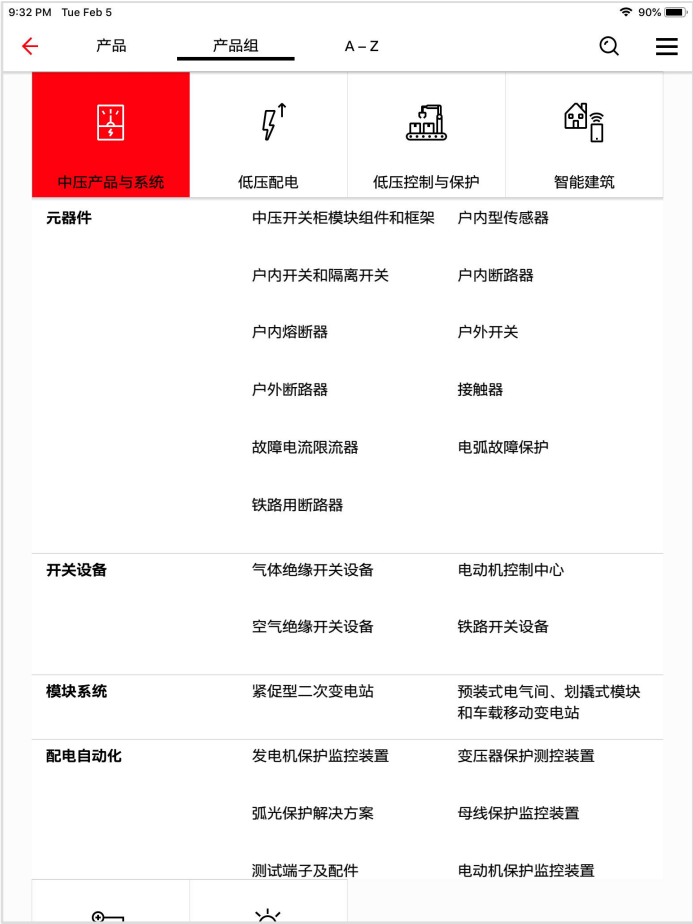 9:32 PM Tue Feb 5 90%
产品 产品组 A – Z
中压产品与系统 低压配电 低压控制与保护 智能建筑
元器件 中压开关柜模块组件和框架 户内型传感器
户内开关和隔离开关 户内断路器
户内熔断器 户外开关
户外断路器 接触器
故障电流限流器 电弧故障保护
铁路用断路器
开关设备 气体绝缘开关设备 电动机控制中心
空气绝缘开关设备 铁路开关设备
模块系统 紧促型二次变电站 预装式电气间、划撬式模块
和车载移动变电站
配电自动化 发电机保护监控装置 变压器保护测控装置
弧光保护解决方案 母线保护监控装置
测试端子及配件 电动机保护监控装置